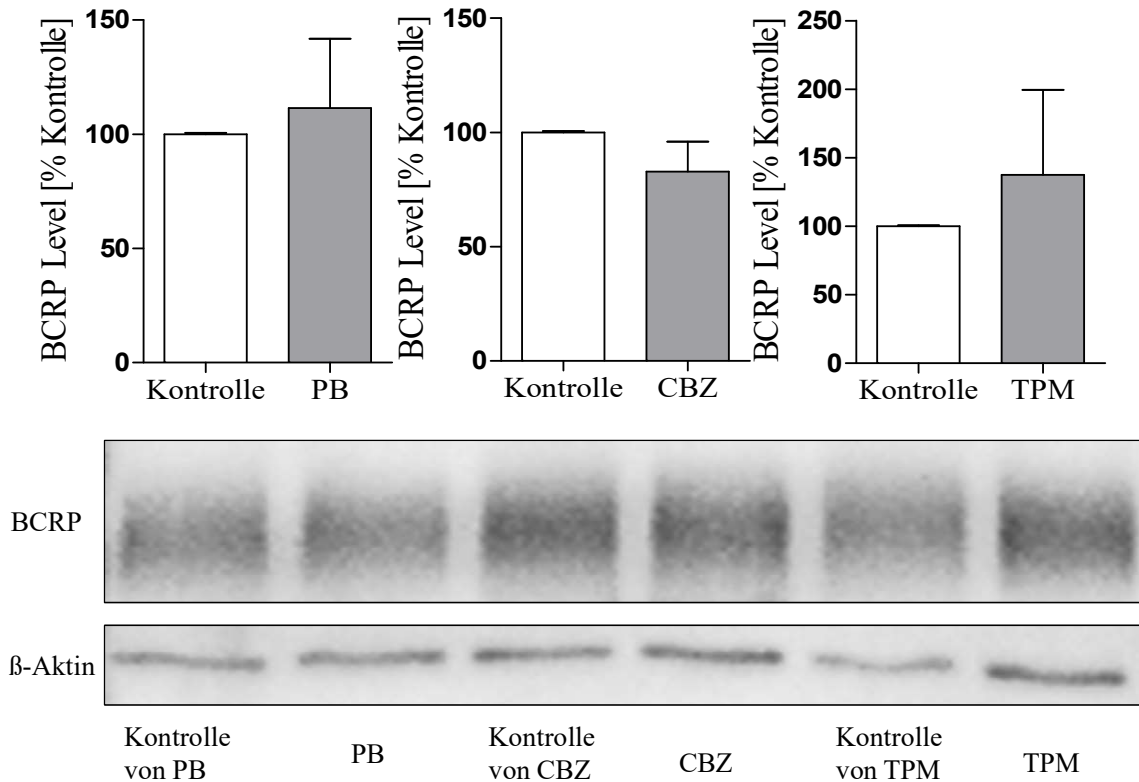 BCRP Level [% Kontrolle]
150
100
50
0
Kontrolle PB
BCRP Level [% Kontrolle]
150
100
50
0
Kontrolle CBZ
BCRP Level [% Kontrolle]
250
200
150
100
50
0
Kontrolle TPM
BCRP
ß-Aktin
Kontrolle
von PB
PB
Kontrolle
von CBZ
CBZ
Kontrolle
von TPM
TPM